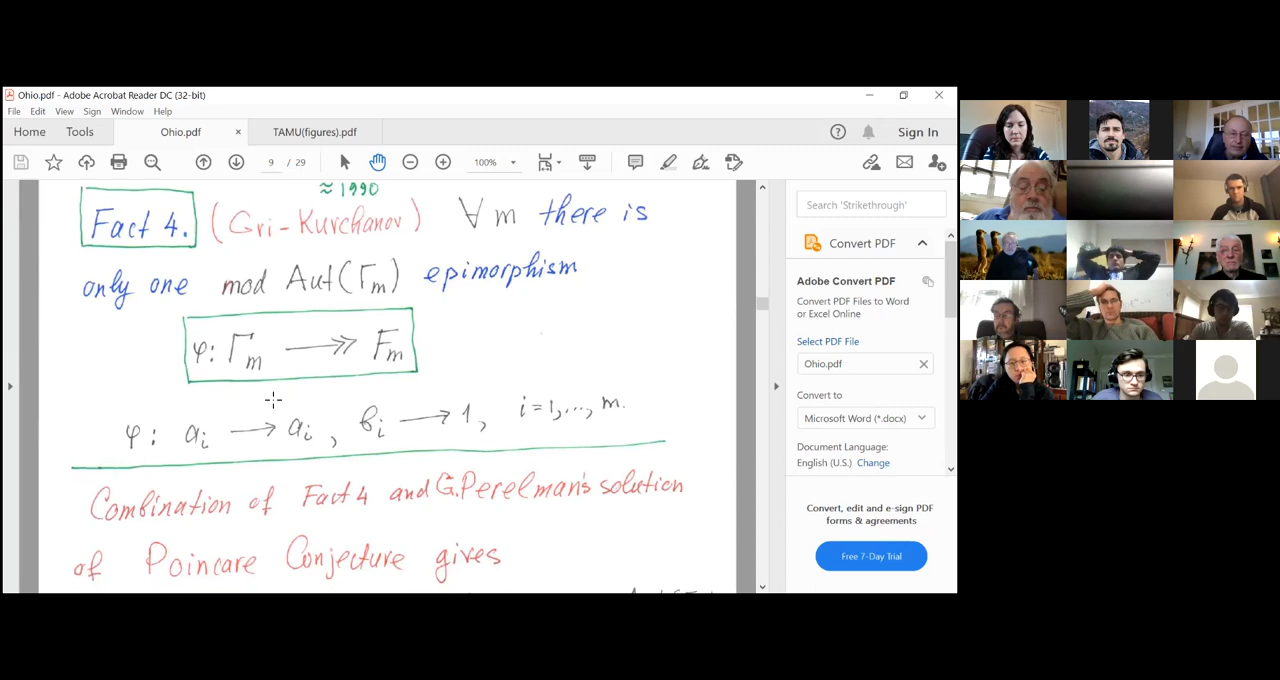 Ohio.pdf - Adobe Acrobat Reader DC (32-bit)
File Edit View Sign Window Help
Home Tools Ohio.pdf × TAMU(figures).pdf Sign In
9 / 29 100%
≈ 1990
Fact 4. (Gri-Kurchanov) ∀ m there is
only one mod Aut(Γm) epimorphism
φ: Γm →→ Fm
φ: ai → ai, bi → 1, i=1,..., m.
Combination of Fact 4 and G.Perelman's solution
of Poincare Conjecture gives
Search 'Strikethrough'
Convert PDF
Adobe Convert PDF
Convert PDF Files to Word
or Excel Online
Select PDF File
Ohio.pdf
Convert to
Microsoft Word (*.docx)
Document Language:
English (U.S.) Change
Convert, edit and e-sign PDF
forms & agreements
Free 7-Day Trial